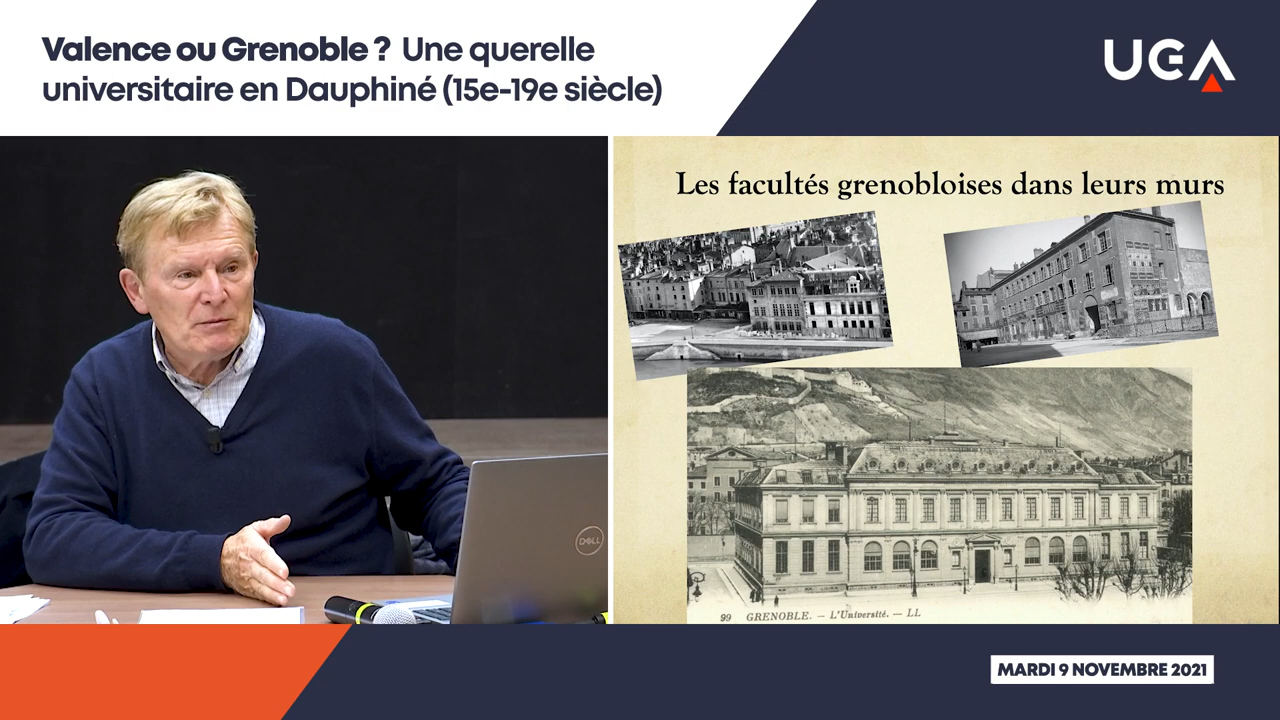 Valence ou Grenoble ? Une querelle
universitaire en Dauphiné (15e-19e siècle)
UGA
Les facultés grenobloises dans leurs murs
DELL
99 GRENOBLE. — L'Université. — LL
MARDI 9 NOVEMBRE 2021